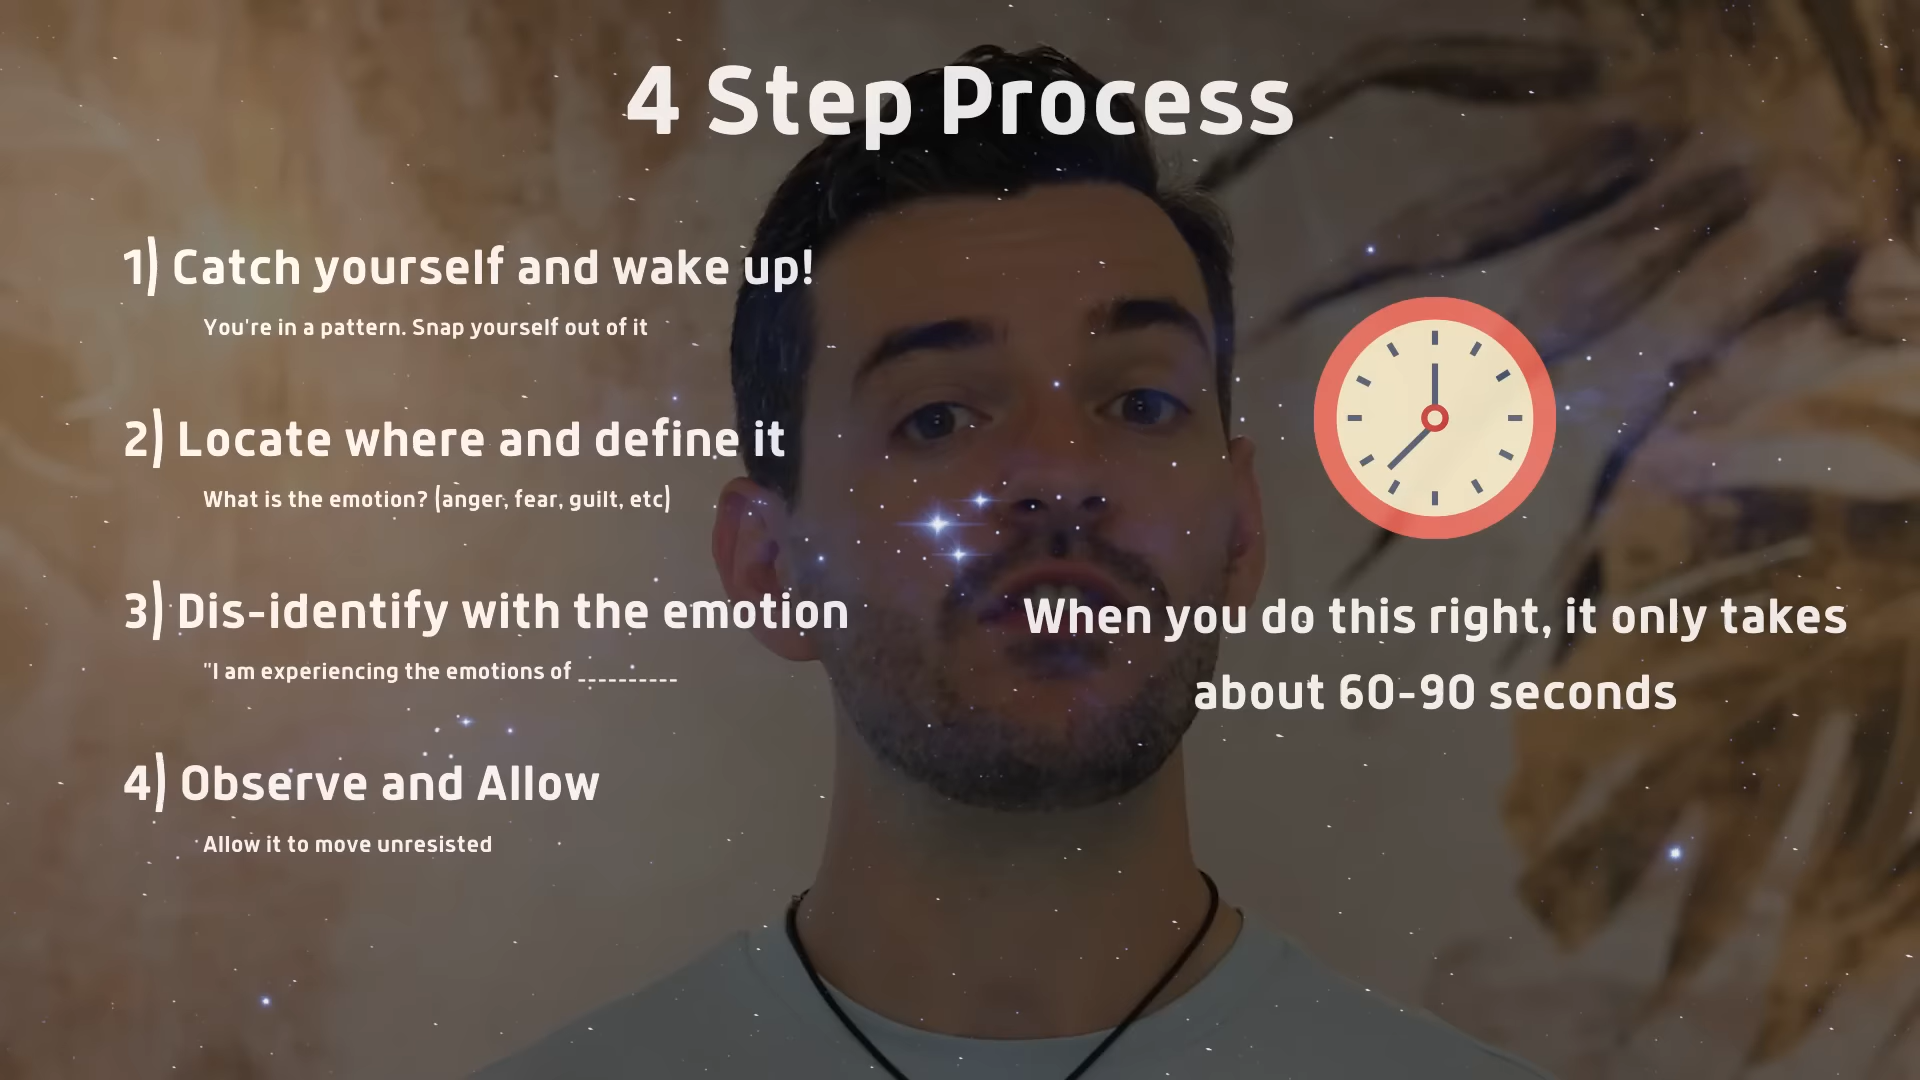 4 Step Process
1) Catch yourself and wake up!
You're in a pattern. Snap yourself out of it
2) Locate where and define it
What is the emotion? (anger, fear, guilt, etc)
3) Dis-identify with the emotion
"I am experiencing the emotions of __________
4) Observe and Allow
Allow it to move unresisted
When you do this right, it only takes
about 60-90 seconds